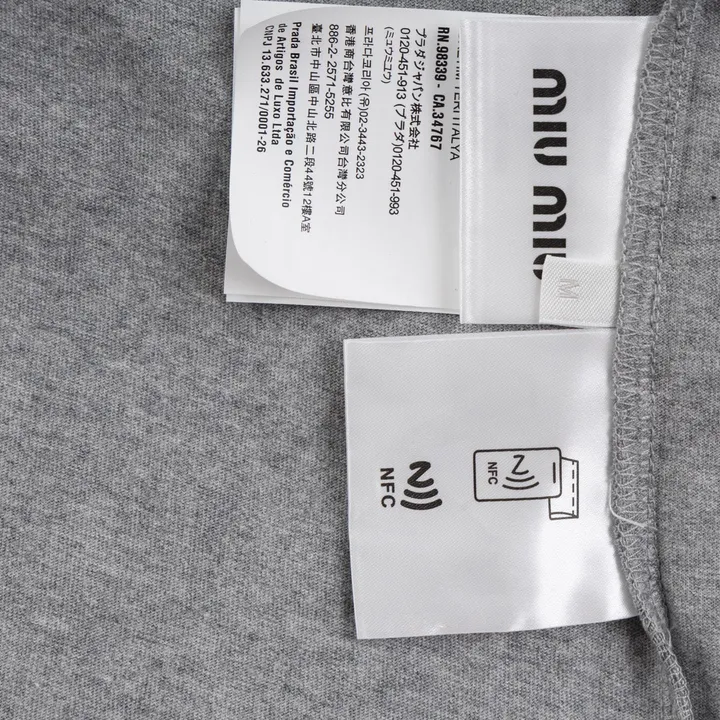 MIU MIU
M
RN.98339 - CA.34767
プラダジャパン株式会社
0120-451-913 (プラダ)0120-451-993
(ミュウミュウ)
프라다코리아(유)02-3443-2323
香港商台灣意比有限公司台灣分公司
886-2- 2571-5255
臺北市中山區中山北路二段44號12樓A室
Prada Brasil Importação e Comércio
de Artigos de Luxo Ltda
CNPJ 13.633.271/0001-26
NFC
NFC